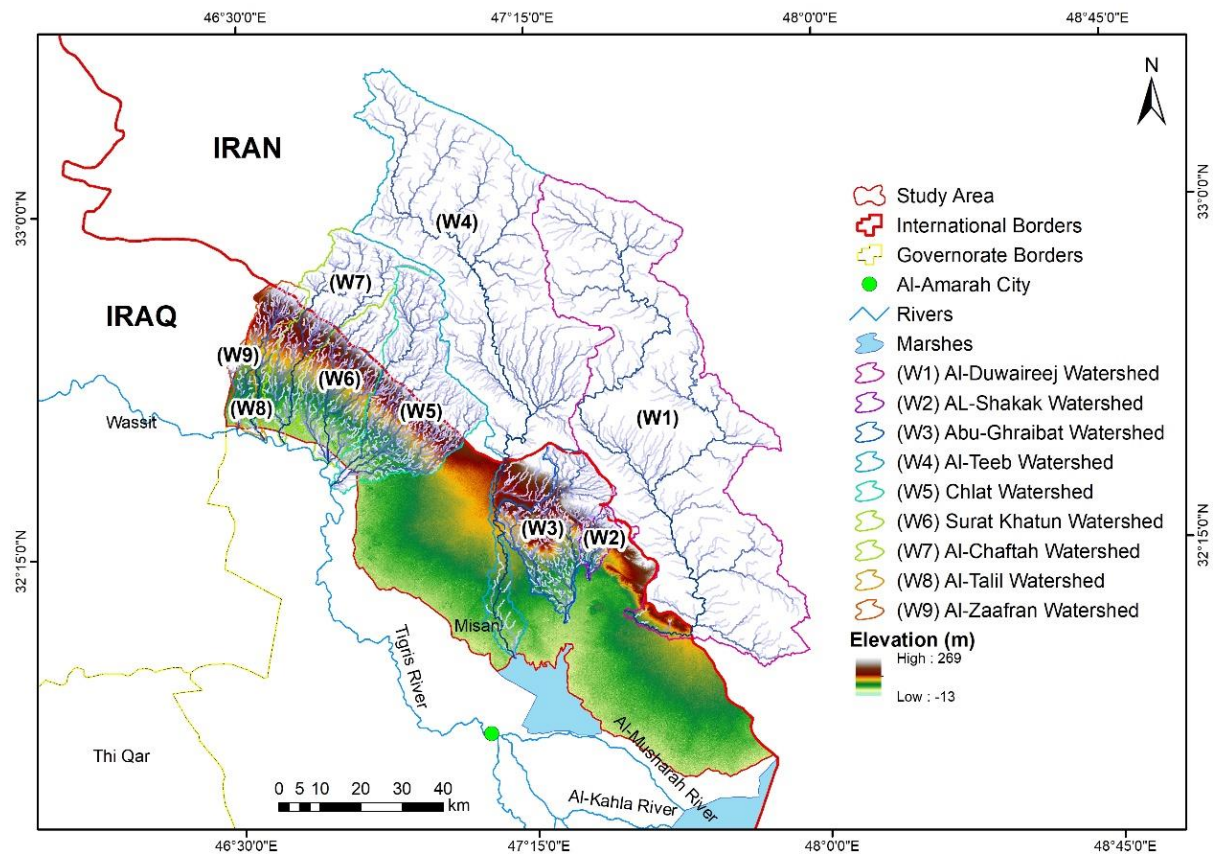 46°30'0"E
47°15'0"E
48°0'0"E
48°45'0"E
N
IRAN
33°0'0"N
33°0'0"N
(W4)
(W7)
IRAQ
(W9)
(W6)
(W8)
(W5)
(W1)
Wassit
(W3)
(W2)
32°15'0"N
32°15'0"N
Misan
Tigris River
Thi Qar
Al-Musharah River
Al-Kahla River
0 5 10 20 30 40
km
Study Area
International Borders
Governorate Borders
Al-Amarah City
Rivers
Marshes
(W1) Al-Duwaireej Watershed
(W2) AL-Shakak Watershed
(W3) Abu-Ghraibat Watershed
(W4) Al-Teeb Watershed
(W5) Chlat Watershed
(W6) Surat Khatun Watershed
(W7) Al-Chaftah Watershed
(W8) Al-Talil Watershed
(W9) Al-Zaafran Watershed
Elevation (m)
High : 269
Low : -13
46°30'0"E
47°15'0"E
48°0'0"E
48°45'0"E